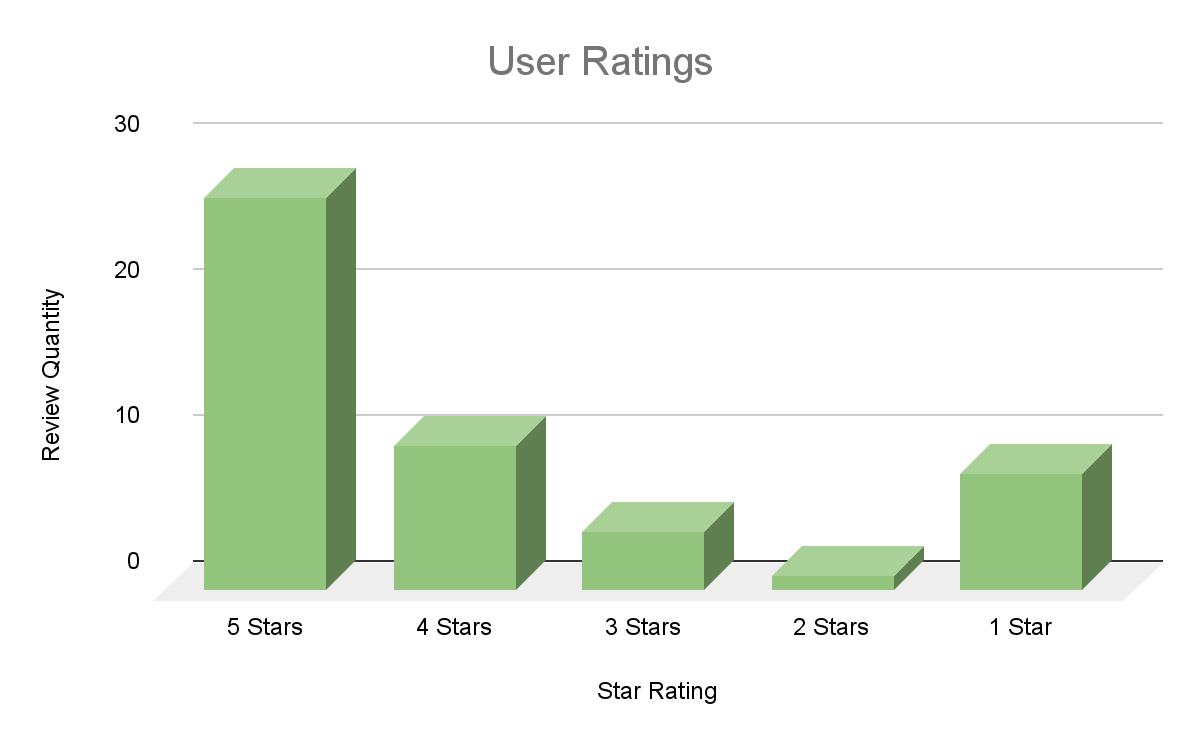 User Ratings
30
20
10
0
Review Quantity
5 Stars
4 Stars
3 Stars
2 Stars
1 Star
Star Rating